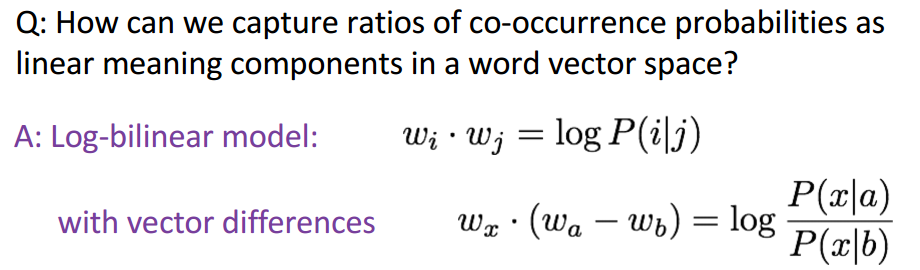 Q: How can we capture ratios of co-occurrence probabilities as
linear meaning components in a word vector space?
A: Log-bilinear model: $w_i \cdot w_j = \log P(i|j)$
with vector differences $w_x \cdot (w_a - w_b) = \log \frac{P(x|a)}{P(x|b)}$